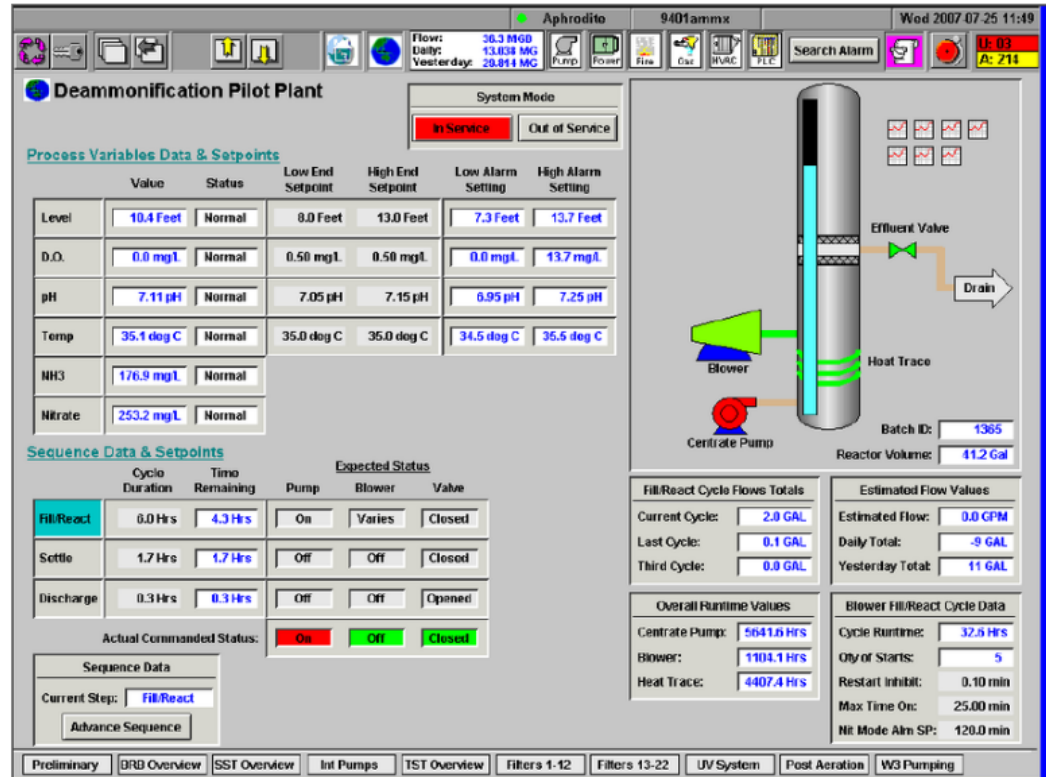 Aphrodite 9401ammx Wed 2007-07-25 11:49
Flow: 36.3 MGD
Daily: 13.038 MG
Yesterday: 28.814 MG
Pump Power Fire Gas HVAC PLC Search Alarm U: 03
A: 214
Deammonification Pilot Plant
System Mode
In Service Out of Service
Process Variables Data & Setpoints
Value Status Low End Setpoint High End Setpoint Low Alarm Setting High Alarm Setting
Level 10.4 Feet Normal 8.0 Feet 13.0 Feet 7.3 Feet 13.7 Feet
D.O. 0.0 mg/L Normal 0.50 mg/L 0.50 mg/L 0.0 mg/L 13.7 mg/L
pH 7.11 pH Normal 7.05 pH 7.15 pH 6.95 pH 7.25 pH
Temp 35.1 deg C Normal 35.0 deg C 35.0 deg C 34.5 deg C 35.5 deg C
NH3 176.9 mg/L Normal
Nitrate 253.2 mg/L Normal
Effluent Valve
Drain
Blower
Heat Trace
Centrate Pump
Batch ID: 1365
Reactor Volume: 41.2 Gal
Sequence Data & Setpoints
Expected Status
Cycle Duration Time Remaining Pump Blower Valve
Fill/React 6.0 Hrs 4.3 Hrs On Varies Closed
Settle 1.7 Hrs 1.7 Hrs Off Off Closed
Discharge 0.3 Hrs 0.3 Hrs Off Off Opened
Actual Commanded Status: On Off Closed
Sequence Data
Current Step: Fill/React
Advance Sequence
Fill/React Cycle Flows Totals
Current Cycle: 2.0 GAL
Last Cycle: 0.1 GAL
Third Cycle: 0.0 GAL
Estimated Flow Values
Estimated Flow: 0.0 GPM
Daily Total: -9 GAL
Yesterday Total: 11 GAL
Overall Runtime Values
Centrate Pump: 5641.6 Hrs
Blower: 1104.1 Hrs
Heat Trace: 4407.4 Hrs
Blower Fill/React Cycle Data
Cycle Runtime: 32.6 Hrs
Qty of Starts: 5
Restart Inhibit: 0.10 min
Max Time On: 25.00 min
Nit Mode Alm SP: 120.0 min
Preliminary BRB Overview SST Overview Int Pumps TST Overview Filters 1-12 Filters 13-22 UV System Post Aeration W3 Pumping